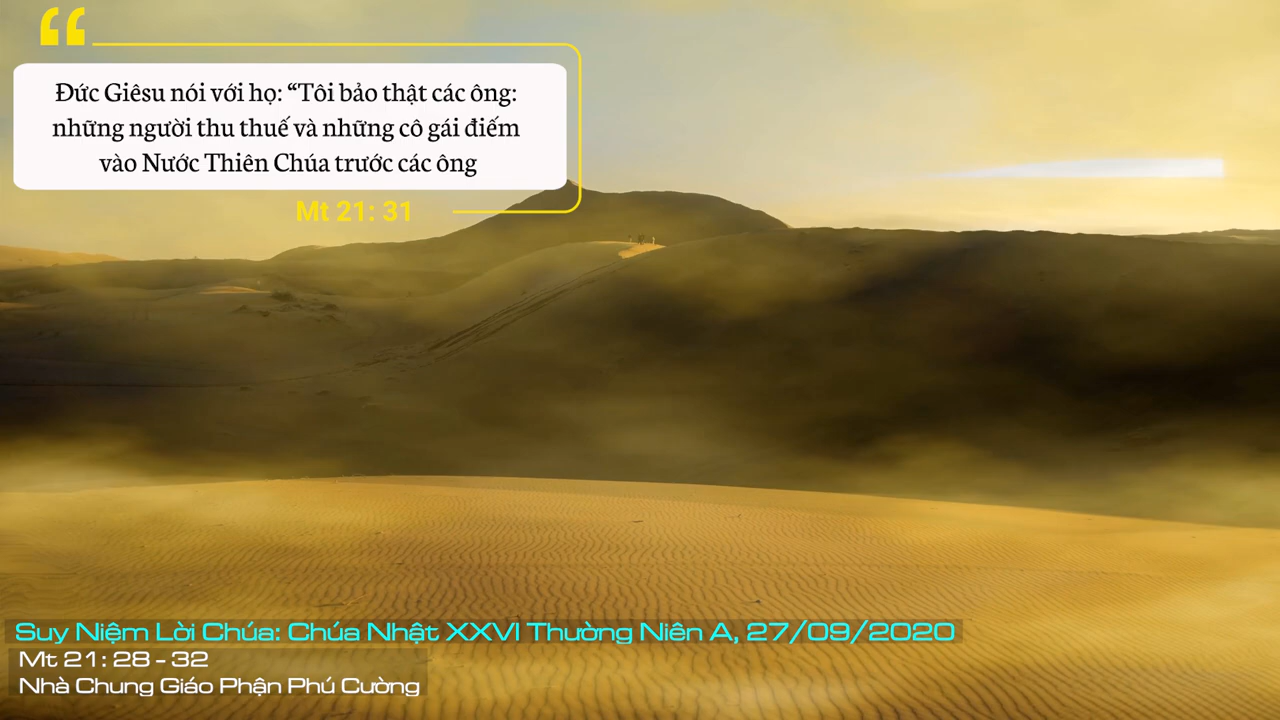 Đức Giêsu nói với họ: “Tôi bảo thật các ông:
những người thu thuế và những cô gái điếm
vào Nước Thiên Chúa trước các ông
Mt 21: 31
Suy Niệm Lời Chúa: Chúa Nhật XXVI Thường Niên A, 27/09/2020
Mt 21: 28 - 32
Nhà Chung Giáo Phận Phú Cường